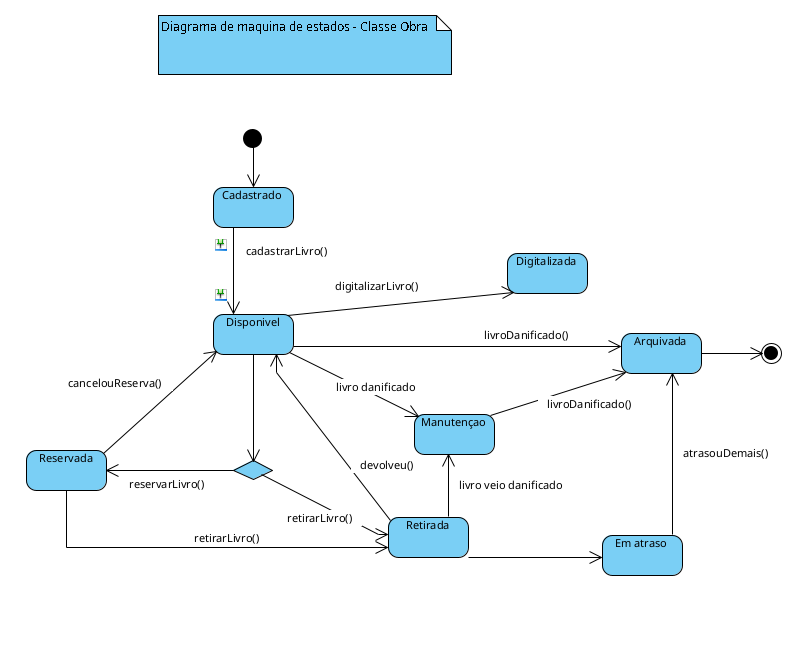 Diagrama de maquina de estados - Classe Obra
Cadastrado
cadastrarLivro()
Digitalizada
digitalizarLivro()
Disponivel
livroDanificado()
Arquivada
cancelouReserva()
livro danificado
livroDanificado()
Manutençao
Reservada
devolveu()
atrasouDemais()
reservarLivro()
livro veio danificado
retirarLivro()
Retirada
retirarLivro()
Em atraso